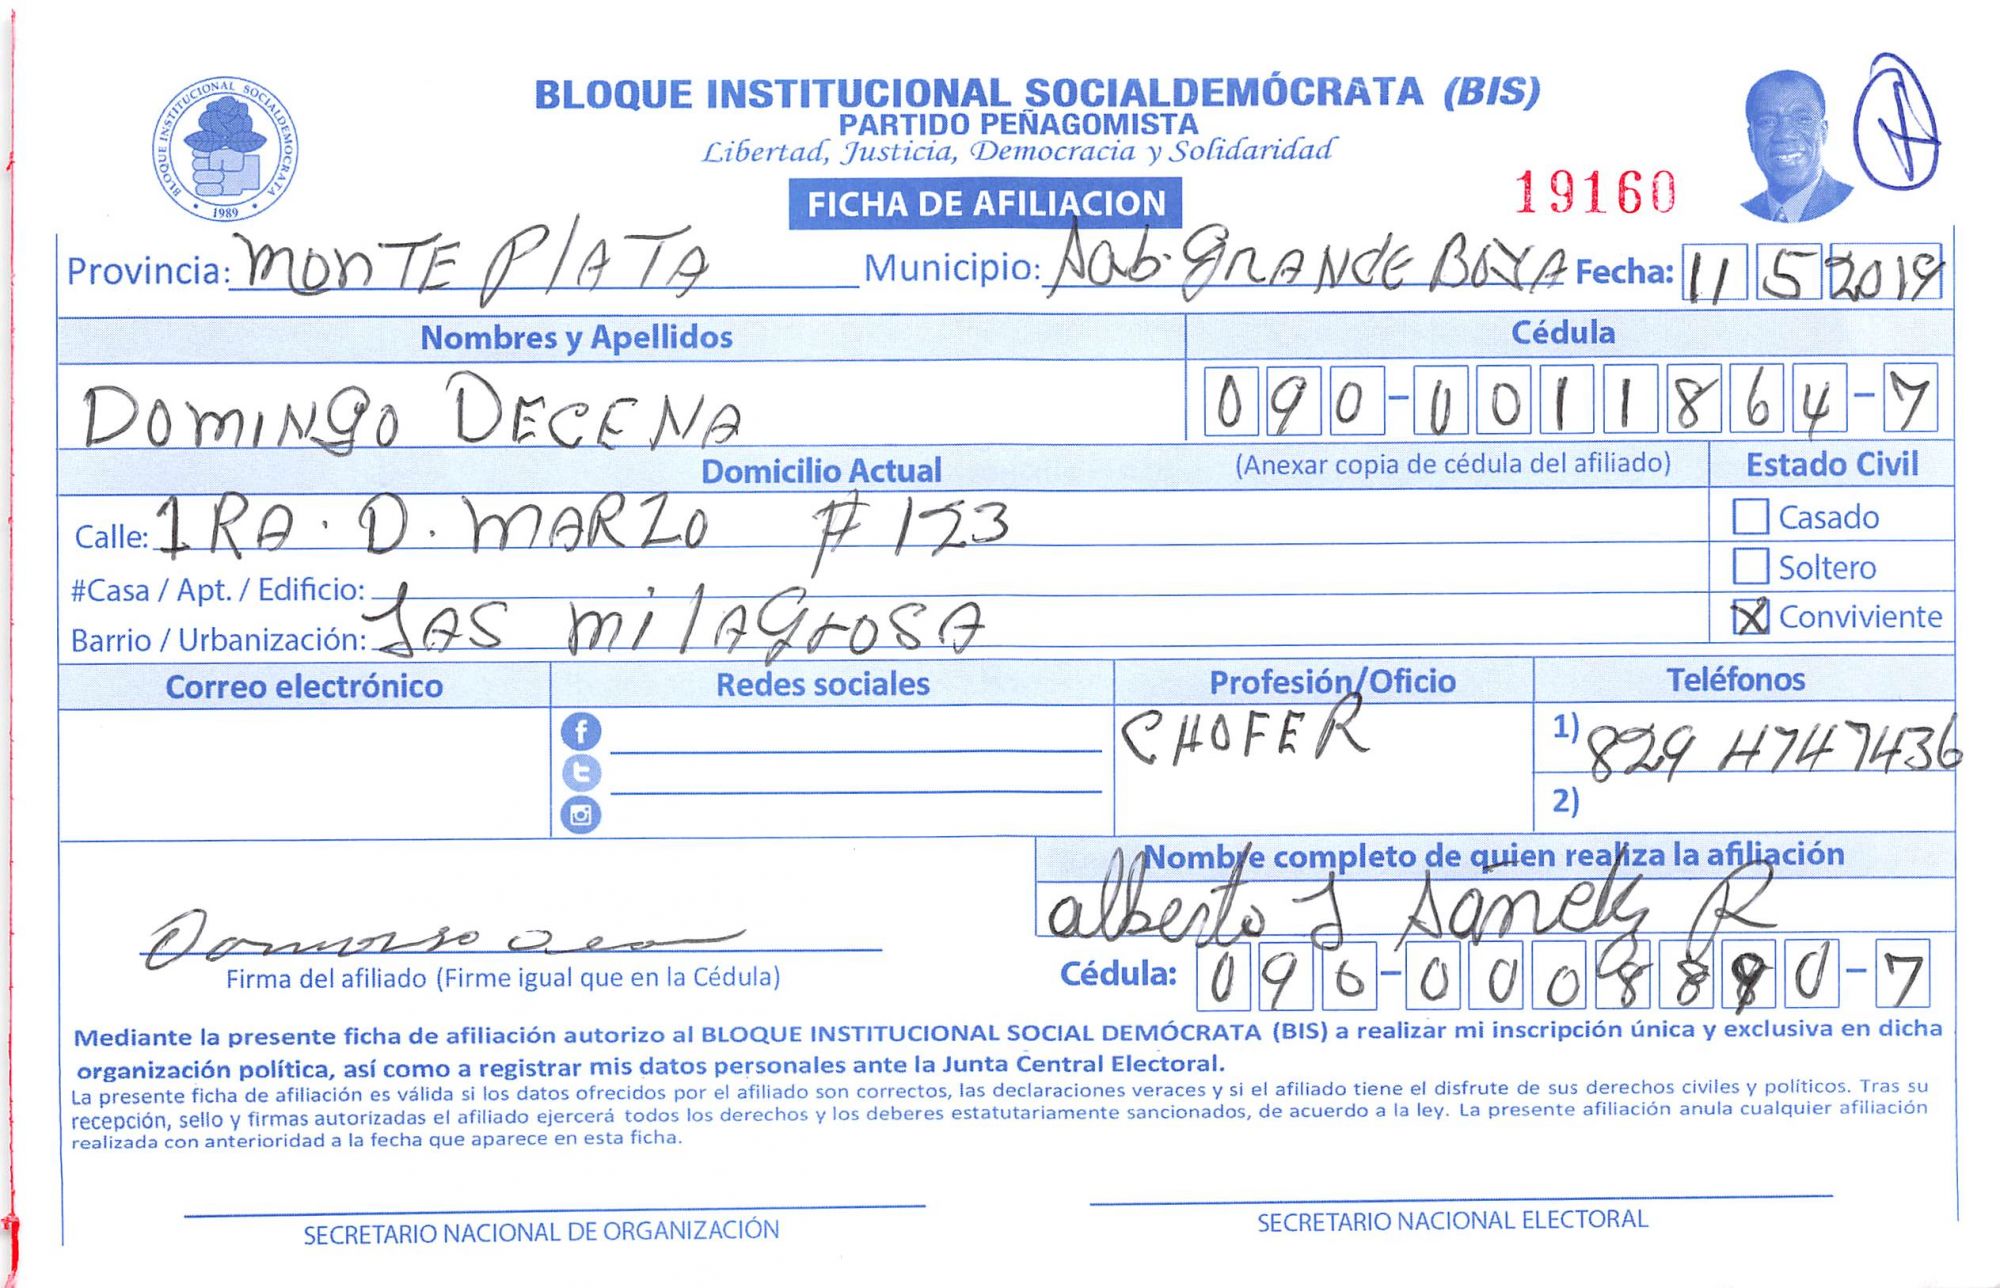 BLOQUE INSTITUCIONAL SOCIALDEMÓCRATA (BIS)
PARTIDO PEÑAGOMISTA
Libertad, Justicia, Democracia y Solidaridad
BLOQUE INSTITUCIONAL SOCIALDEMOCRATA
1989
FICHA DE AFILIACION
19160
Provincia: MONTE PlATA Municipio: Sab. GRANDE BOYA Fecha: 11 5 2019
Nombres y Apellidos Cédula
DOMINGO DECENA 090-0011864-7
Domicilio Actual (Anexar copia de cédula del afiliado) Estado Civil
Calle: 1RA. D. MARZO # 123 Casado
#Casa / Apt. / Edificio: Soltero
Barrio / Urbanización: LAS MilAGrOSA X Conviviente
Correo electrónico Redes sociales Profesión/Oficio Teléfonos
CHOFER 1) 829 4747436
2)
Nombre completo de quien realiza la afiliación
alberto J R
Firma del afiliado (Firme igual que en la Cédula) Cédula:
Mediante la presente ficha de afiliación autorizo al BLOQUE INSTITUCIONAL SOCIAL DEMÓCRATA (BIS) a realizar mi inscripción única y exclusiva en dicha
organización política, así como a registrar mis datos personales ante la Junta Central Electoral.
La presente ficha de afiliación es válida si los datos ofrecidos por el afiliado son correctos, las declaraciones veraces y si el afiliado tiene el disfrute de sus derechos civiles y políticos. Tras su
recepción, sello y firmas autorizadas el afiliado ejercerá todos los derechos y los deberes estatutariamente sancionados, de acuerdo a la ley. La presente afiliación anula cualquier afiliación
realizada con anterioridad a la fecha que aparece en esta ficha.
SECRETARIO NACIONAL DE ORGANIZACIÓN SECRETARIO NACIONAL ELECTORAL